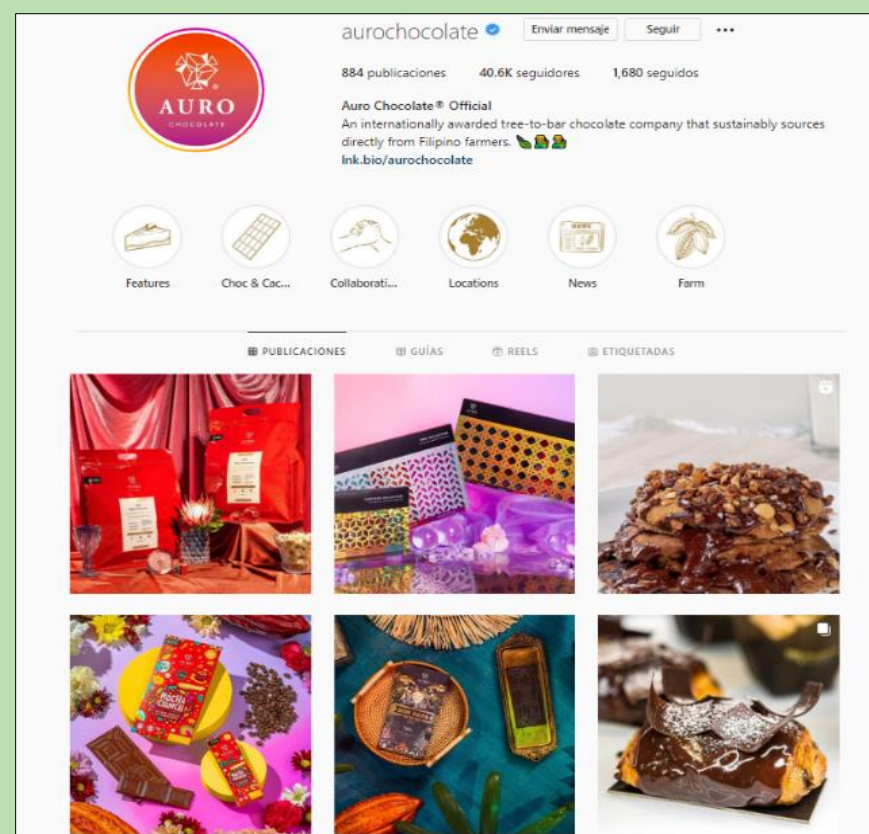 aurochocolate
Enviar mensaje
Seguir
884 publicaciones 40.6K seguidores 1,680 seguidos
Auro Chocolate® Official
An internationally awarded tree-to-bar chocolate company that sustainably sources
directly from Filipino farmers.
lnk.bio/aurochocolate
AURO
CHOCOLATE
Features
Choc & Cac...
Collaborati...
Locations
News
Farm
PUBLICACIONES
GUÍAS
REELS
ETIQUETADAS
MOCHA
CRUNCH